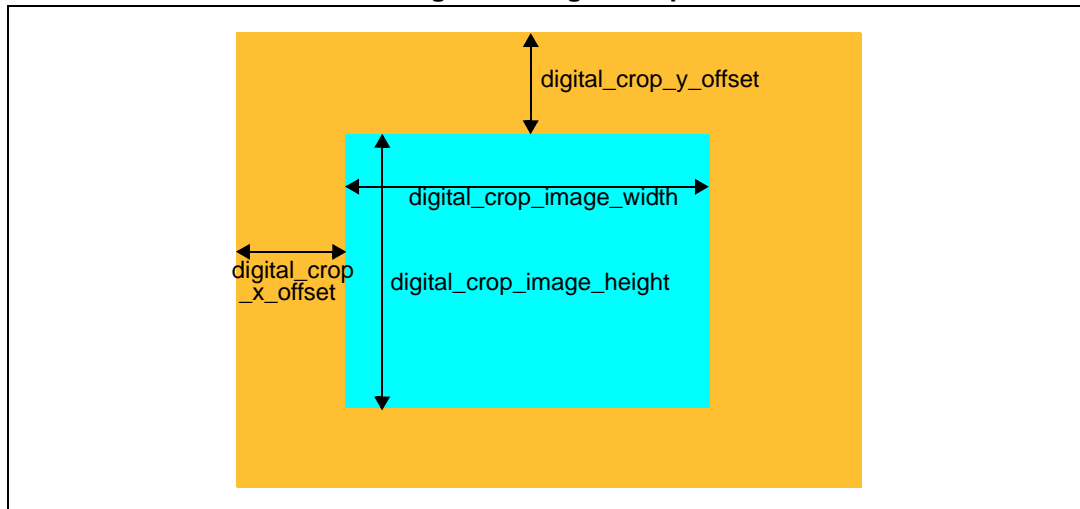 digital_crop_y_offset
digital_crop_image_width
digital_crop
_x_offset
digital_crop_image_height